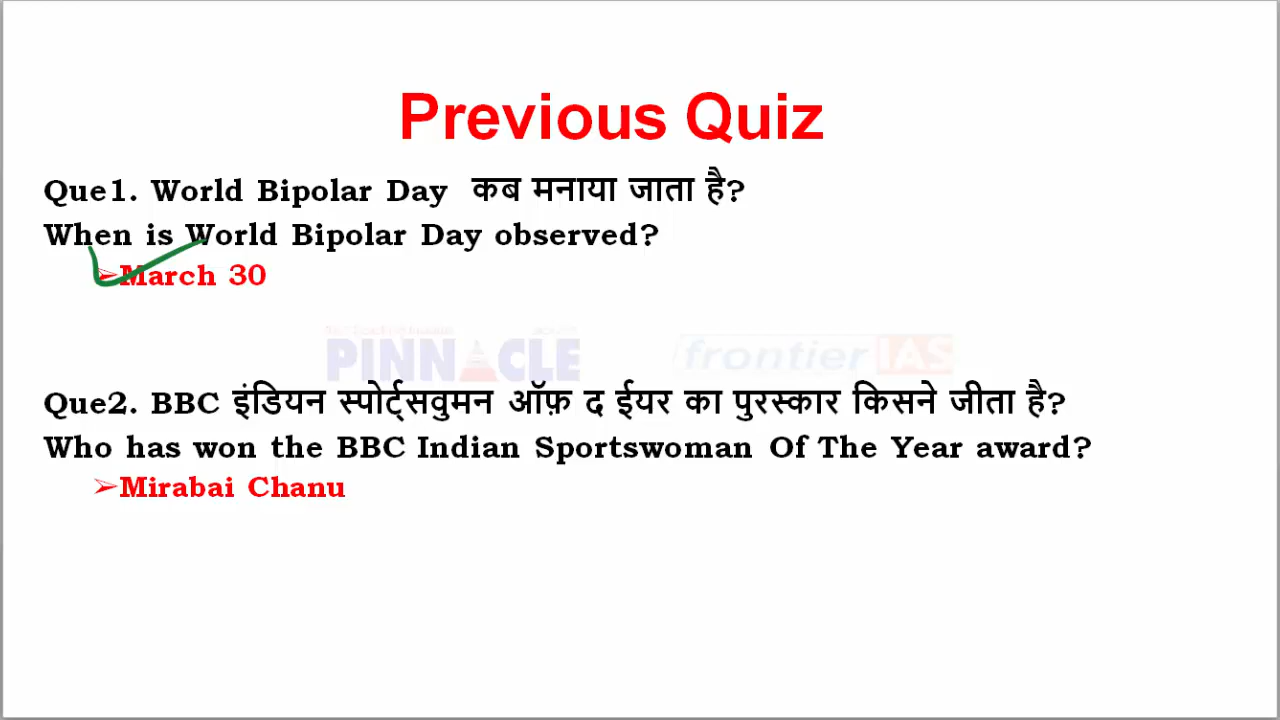 Previous Quiz
Que1. World Bipolar Day कब मनाया जाता है?
When is World Bipolar Day observed?
➢March 30
PINNACLE
frontier IAS
Que2. BBC इंडियन स्पोर्ट्सवुमन ऑफ़ द ईयर का पुरस्कार किसने जीता है?
Who has won the BBC Indian Sportswoman Of The Year award?
➢Mirabai Chanu